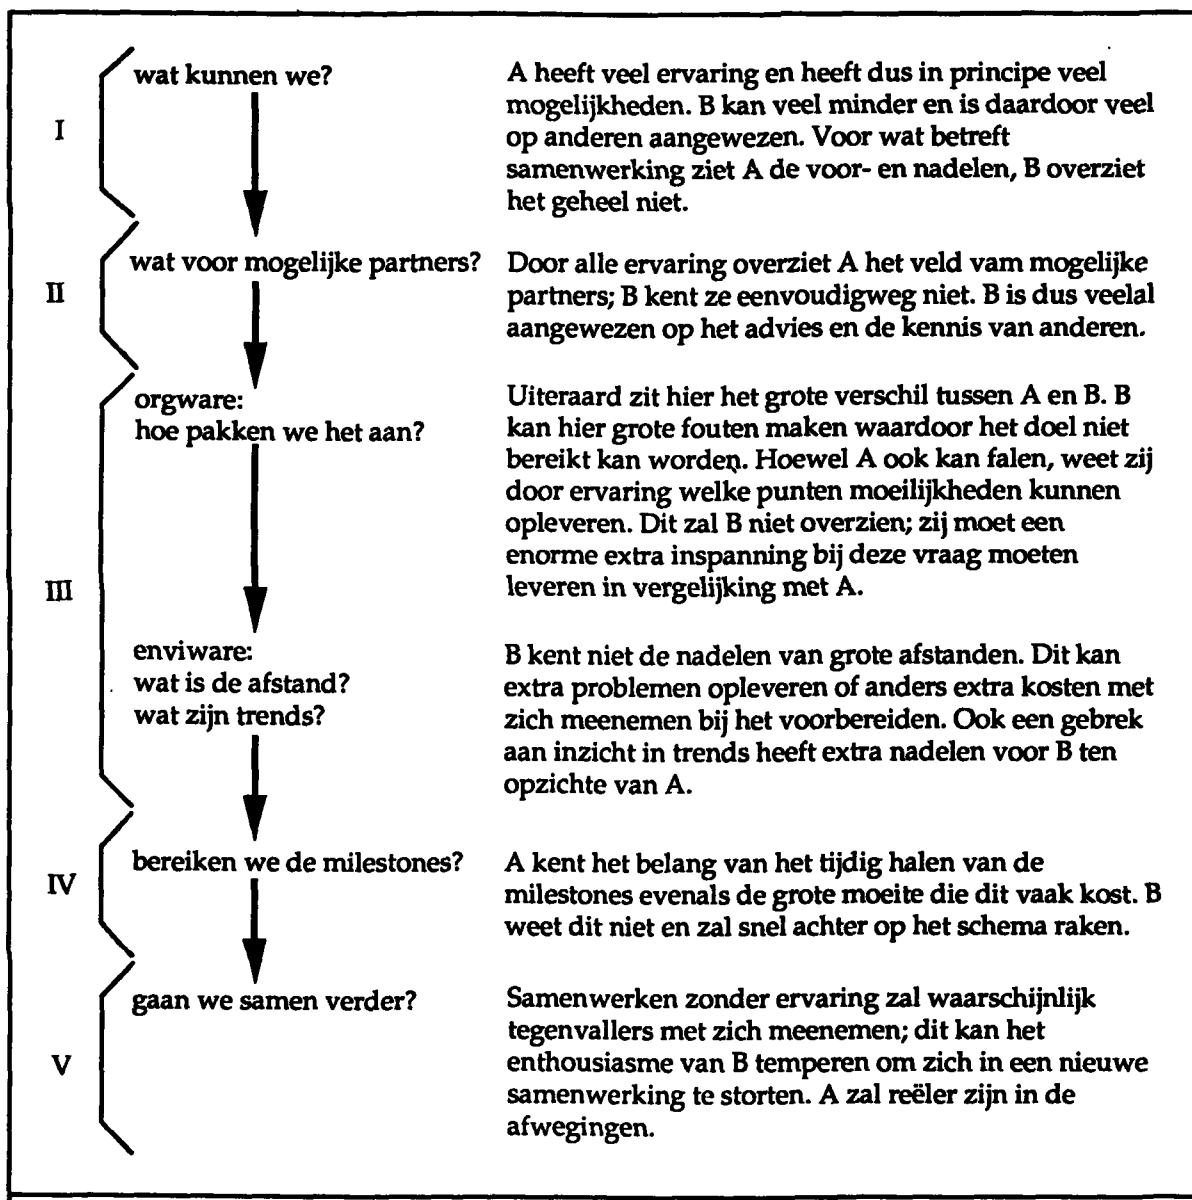 I
wat kunnen we?
A heeft veel ervaring en heeft dus in principe veel
mogelijkheden. B kan veel minder en is daardoor veel
op anderen aangewezen. Voor wat betreft
samenwerking ziet A de voor- en nadelen, B overziet
het geheel niet.
II
wat voor mogelijke partners?
Door alle ervaring overziet A het veld vam mogelijke
partners; B kent ze eenvoudigweg niet. B is dus veelal
aangewezen op het advies en de kennis van anderen.
III
orgware:
hoe pakken we het aan?
Uiteraard zit hier het grote verschil tussen A en B. B
kan hier grote fouten maken waardoor het doel niet
bereikt kan worden. Hoewel A ook kan falen, weet zij
door ervaring welke punten moeilijkheden kunnen
opleveren. Dit zal B niet overzien; zij moet een
enorme extra inspanning bij deze vraag moeten
leveren in vergelijking met A.
enviware:
wat is de afstand?
wat zijn trends?
B kent niet de nadelen van grote afstanden. Dit kan
extra problemen opleveren of anders extra kosten met
zich meenemen bij het voorbereiden. Ook een gebrek
aan inzicht in trends heeft extra nadelen voor B ten
opzichte van A.
IV
bereiken we de milestones?
A kent het belang van het tijdig halen van de
milestones evenals de grote moeite die dit vaak kost. B
weet dit niet en zal snel achter op het schema raken.
V
gaan we samen verder?
Samenwerken zonder ervaring zal waarschijnlijk
tegenvallers met zich meenemen; dit kan het
enthousiasme van B temperen om zich in een nieuwe
samenwerking te storten. A zal reëler zijn in de
afwegingen.